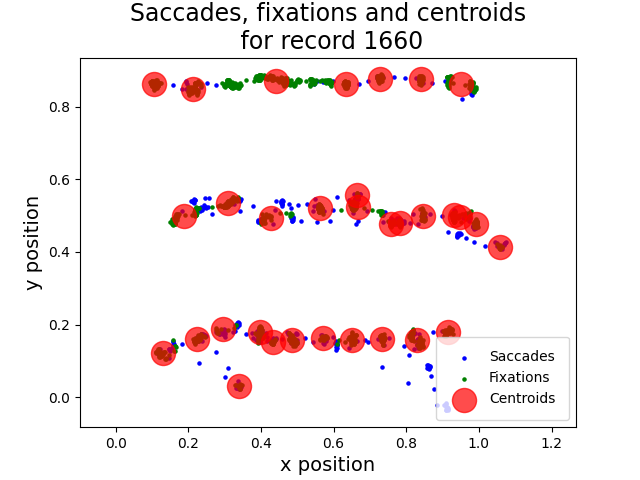 Saccades, fixations and centroids
for record 1660
y position
0.8
0.6
0.4
0.2
0.0
Saccades
Fixations
Centroids
0.0 0.2 0.4 0.6 0.8 1.0 1.2
x position